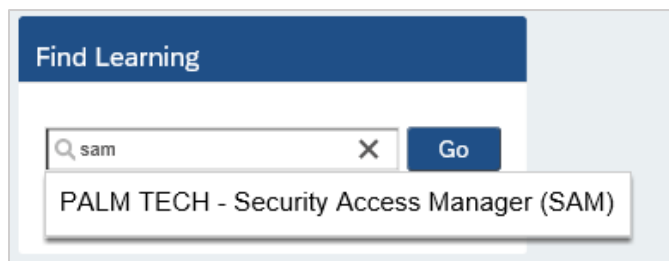 Find Learning
sam
Go
PALM TECH - Security Access Manager (SAM)